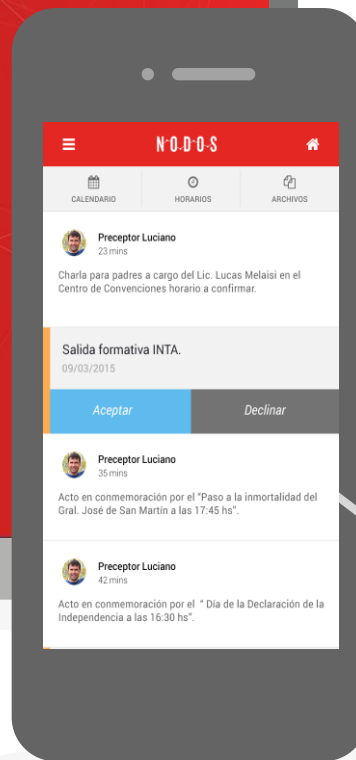 N·O·D·O·S
CALENDARIO
HORARIOS
ARCHIVOS
Preceptor Luciano
23 mins
Charla para padres a cargo del Lic. Lucas Melaisi en el
Centro de Convenciones horario a confirmar.
Salida formativa INTA.
09/03/2015
Aceptar
Declinar
Preceptor Luciano
35 mins
Acto en conmemoración por el “Paso a la inmortalidad del
Gral. José de San Martín a las 17:45 hs”.
Preceptor Luciano
42 mins
Acto en conmemoración por el “ Día de la Declaración de la
Independencia a las 16:30 hs”.